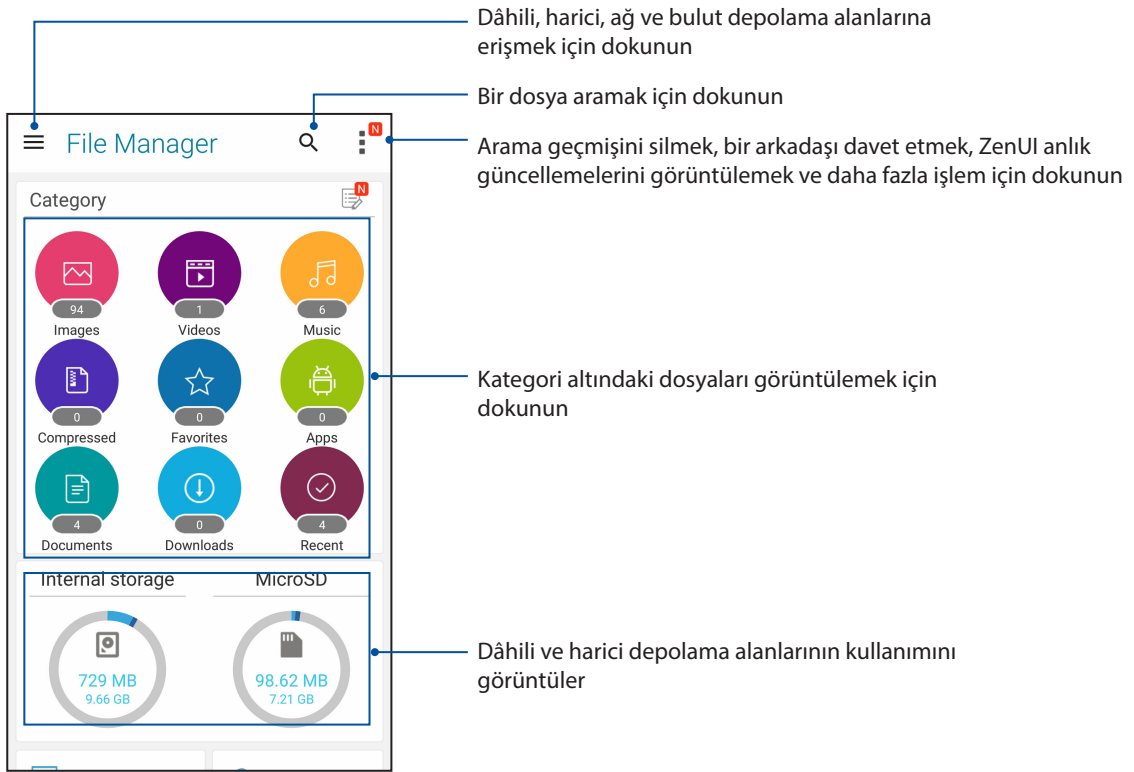 Dâhili, harici, ağ ve bulut depolama alanlarına
erişmek için dokunun
Bir dosya aramak için dokunun
File Manager
N
Arama geçmişini silmek, bir arkadaşı davet etmek, ZenUI anlık
güncellemelerini görüntülemek ve daha fazla işlem için dokunun
Category
N
94
1
6
Images
Videos
Music
Kategori altındaki dosyaları görüntülemek için
dokunun
0
0
0
Compressed
Favorites
Apps
4
0
4
Documents
Downloads
Recent
Internal storage
MicroSD
729 MB
9.66 GB
98.62 MB
7.21 GB
Dâhili ve harici depolama alanlarının kullanımını
görüntüler